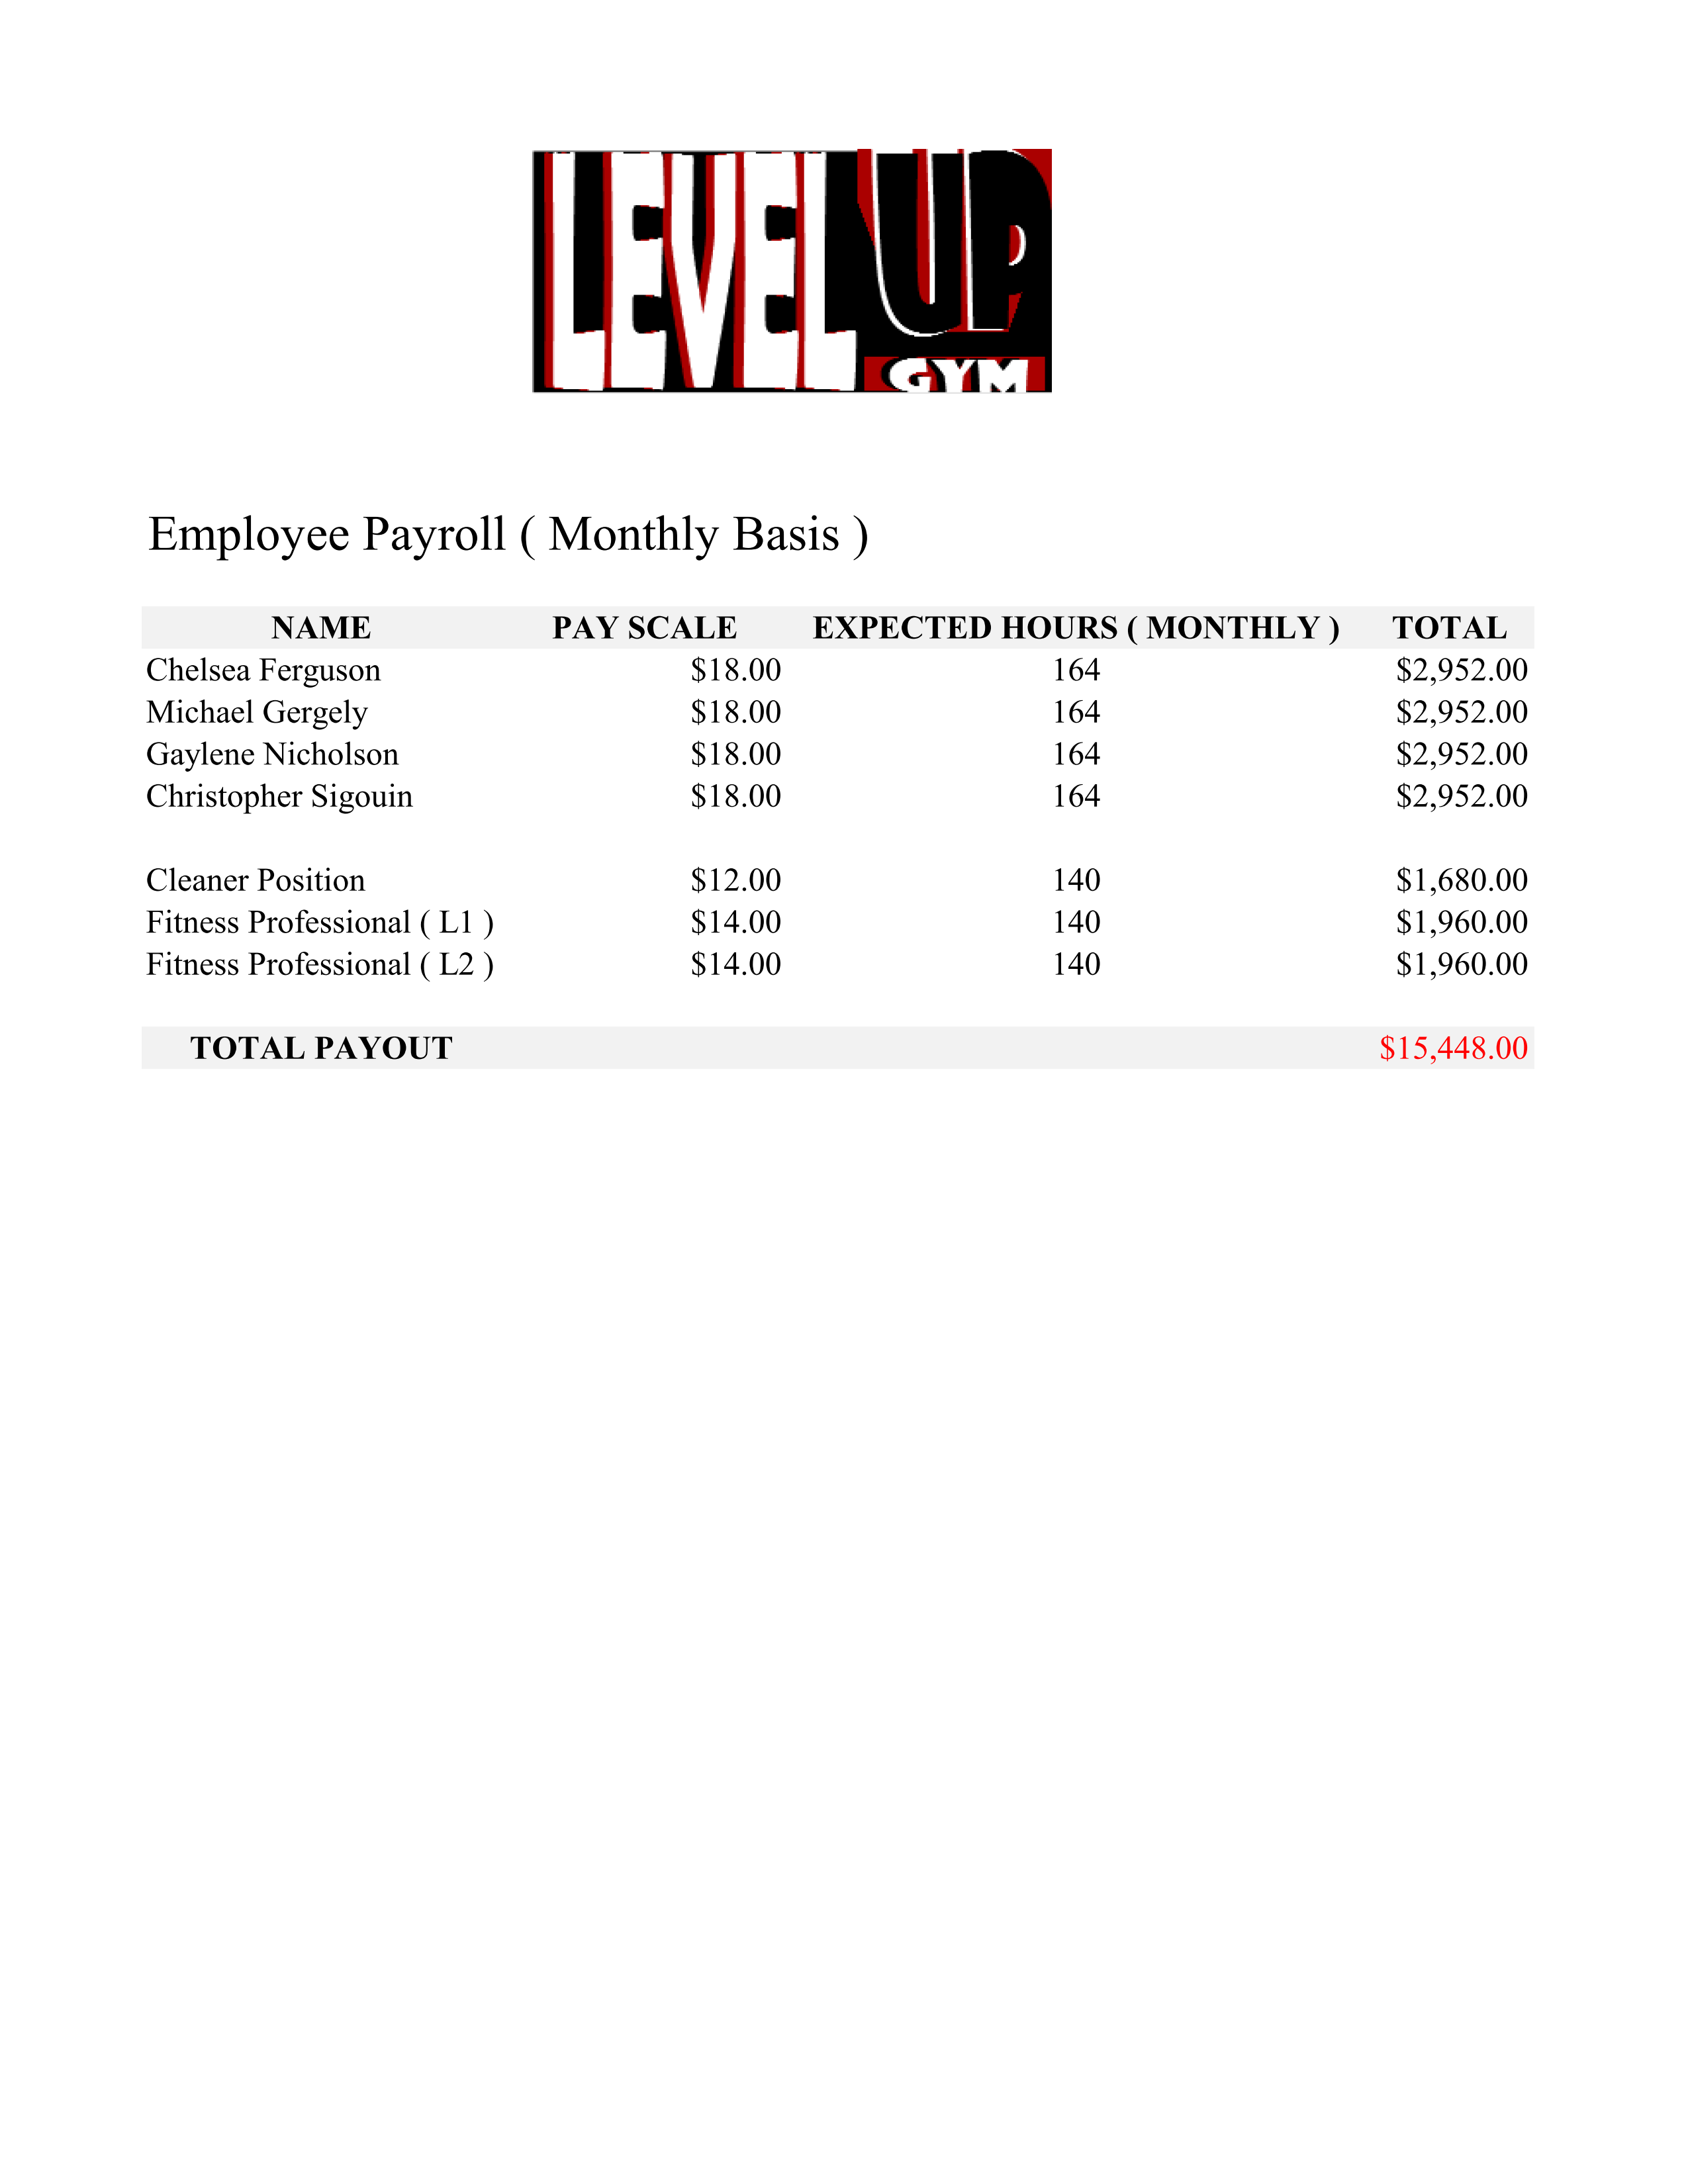 LEVEL UP
GYM
Employee Payroll ( Monthly Basis )
NAME PAY SCALE EXPECTED HOURS ( MONTHLY ) TOTAL
Chelsea Ferguson $18.00 164 $2,952.00
Michael Gergely $18.00 164 $2,952.00
Gaylene Nicholson $18.00 164 $2,952.00
Christopher Sigouin $18.00 164 $2,952.00
Cleaner Position $12.00 140 $1,680.00
Fitness Professional ( L1 ) $14.00 140 $1,960.00
Fitness Professional ( L2 ) $14.00 140 $1,960.00
TOTAL PAYOUT $15,448.00